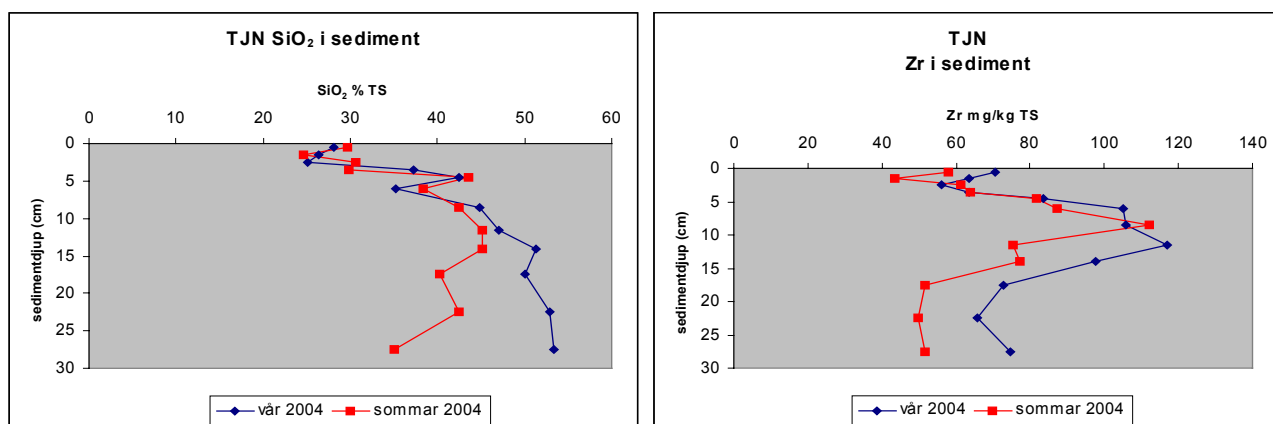 TJN SiO₂ i sediment
SiO₂ % TS
0 10 20 30 40 50 60
0
5
10
15
20
25
30
sedimentdjup (cm)
vår 2004 sommar 2004
TJN
Zr i sediment
Zr mg/kg TS
0 20 40 60 80 100 120 140
0
5
10
15
20
25
30
sedimentdjup (cm)
vår 2004 sommar 2004